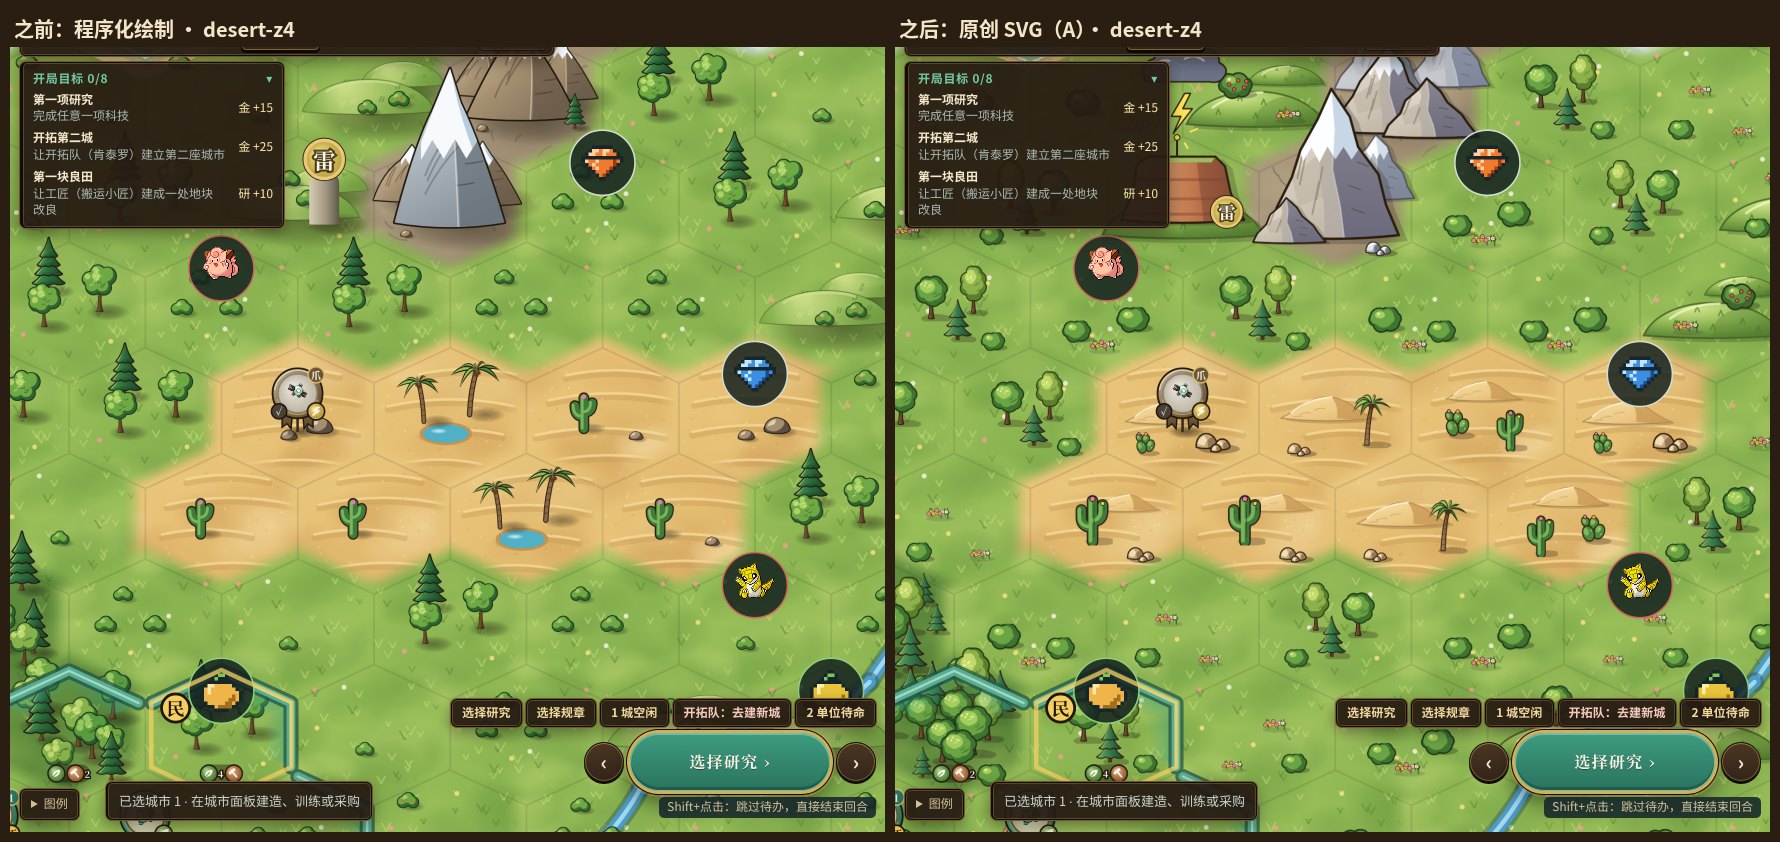 之前：程序化绘制 · desert-z4
开局目标 0/8
▼
第一项研究
完成任意一项科技
金 +15
开拓第二城
让开拓队（肯泰罗）建立第二座城市
金 +25
第一块良田
让工匠（搬运小匠）建成一处地块
改良
研 +10
雷
爪
√
民
2
4
选择研究
选择规章
1 城空闲
开拓队：去建新城
2 单位待命
‹
选择研究 ›
›
▶ 图例
已选城市 1 · 在城市面板建造、训练或采购
Shift+点击：跳过待办，直接结束回合
之后：原创 SVG（A）· desert-z4
开局目标 0/8
▼
第一项研究
完成任意一项科技
金 +15
开拓第二城
让开拓队（肯泰罗）建立第二座城市
金 +25
第一块良田
让工匠（搬运小匠）建成一处地块
改良
研 +10
雷
爪
√
民
2
4
选择研究
选择规章
1 城空闲
开拓队：去建新城
2 单位待命
‹
选择研究 ›
›
▶ 图例
已选城市 1 · 在城市面板建造、训练或采购
Shift+点击：跳过待办，直接结束回合